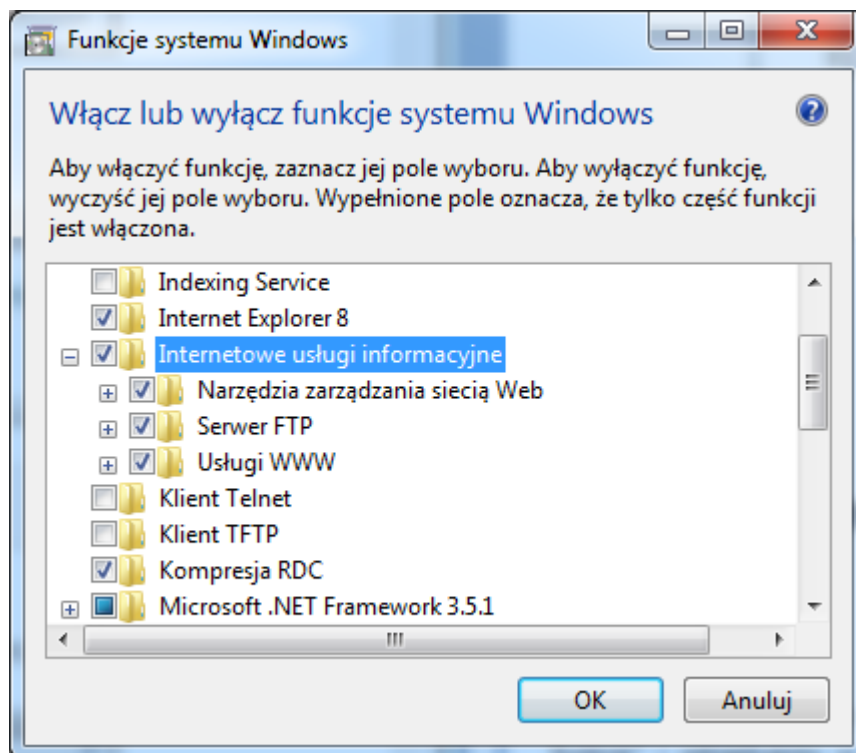 Funkcje systemu Windows
Włącz lub wyłącz funkcje systemu Windows
Aby włączyć funkcję, zaznacz jej pole wyboru. Aby wyłączyć funkcję,
wyczyść jej pole wyboru. Wypełnione pole oznacza, że tylko część funkcji
jest włączona.
Indexing Service
Internet Explorer 8
Internetowe usługi informacyjne
Narzędzia zarządzania siecią Web
Serwer FTP
Usługi WWW
Klient Telnet
Klient TFTP
Kompresja RDC
Microsoft .NET Framework 3.5.1
OK
Anuluj